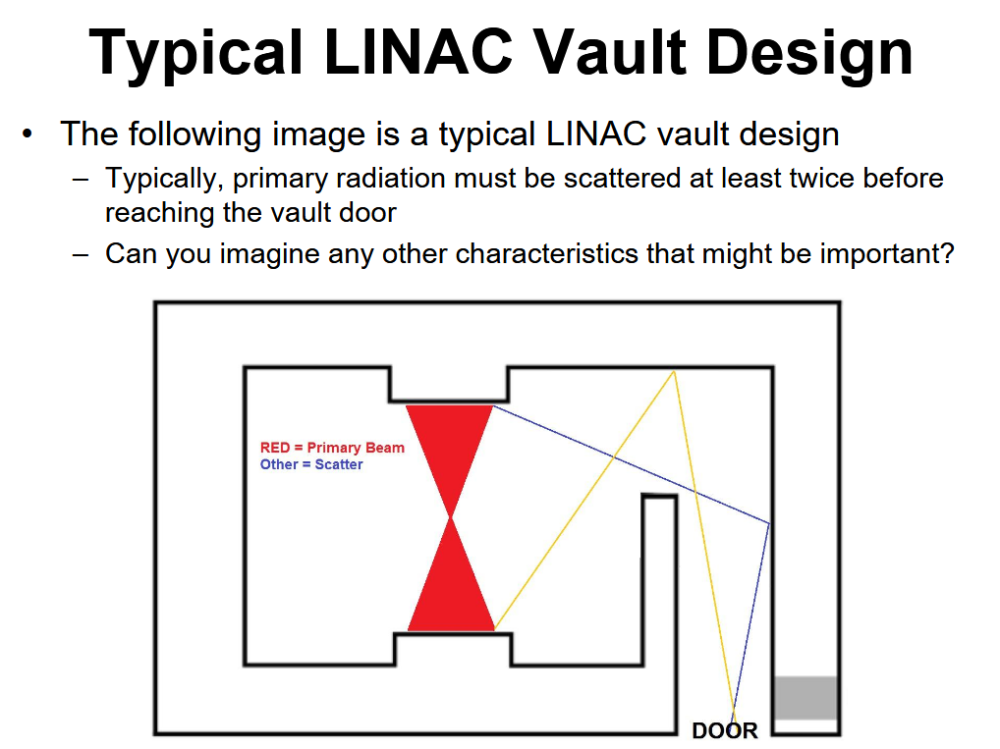 Typical LINAC Vault Design
• The following image is a typical LINAC vault design
– Typically, primary radiation must be scattered at least twice before
reaching the vault door
– Can you imagine any other characteristics that might be important?
RED = Primary Beam
Other = Scatter
DOOR